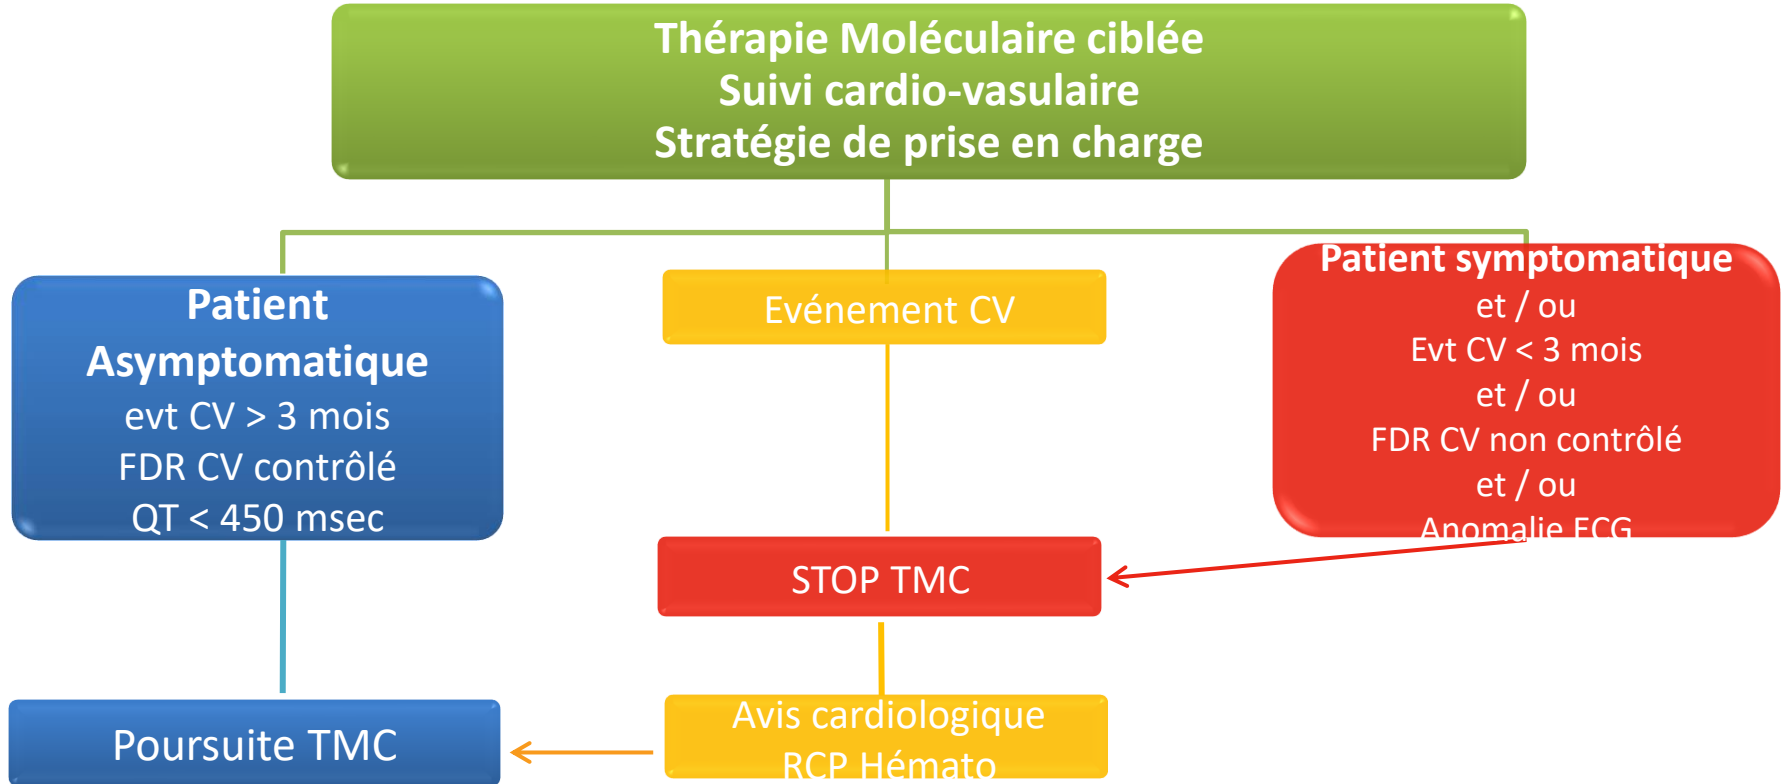 Thérapie Moléculaire ciblée
Suivi cardio-vasulaire
Stratégie de prise en charge
Patient
Asymptomatique
evt CV > 3 mois
FDR CV contrôlé
QT < 450 msec
Evénement CV
Patient symptomatique
et / ou
Evt CV < 3 mois
et / ou
FDR CV non contrôlé
et / ou
Anomalie ECG
STOP TMC
Poursuite TMC
Avis cardiologique
RCP Hémato